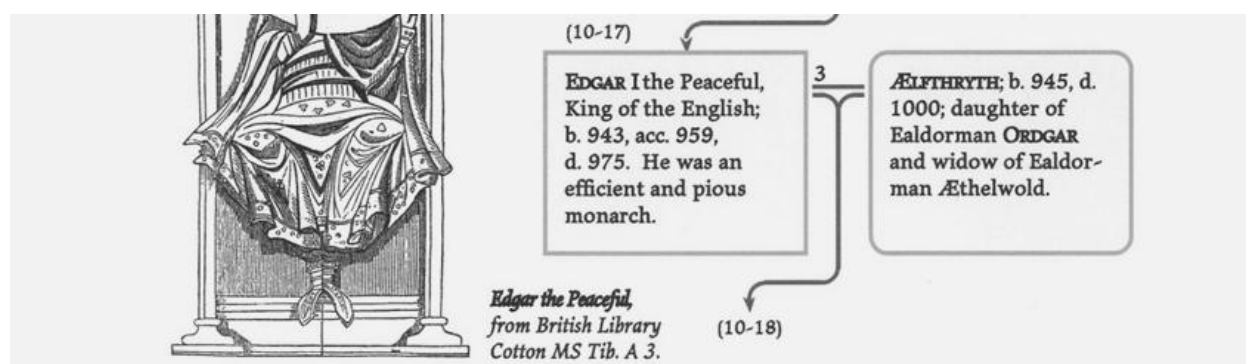 (10-17)
EDGAR I the Peaceful,
King of the English;
b. 943, acc. 959,
d. 975. He was an
efficient and pious
monarch.
3
ÆLFTHRYTH; b. 945, d.
1000; daughter of
Ealdorman ORDGAR
and widow of Ealdor-
man Æthelwold.
Edgar the Peaceful,
from British Library
Cotton MS Tib. A 3.
(10-18)